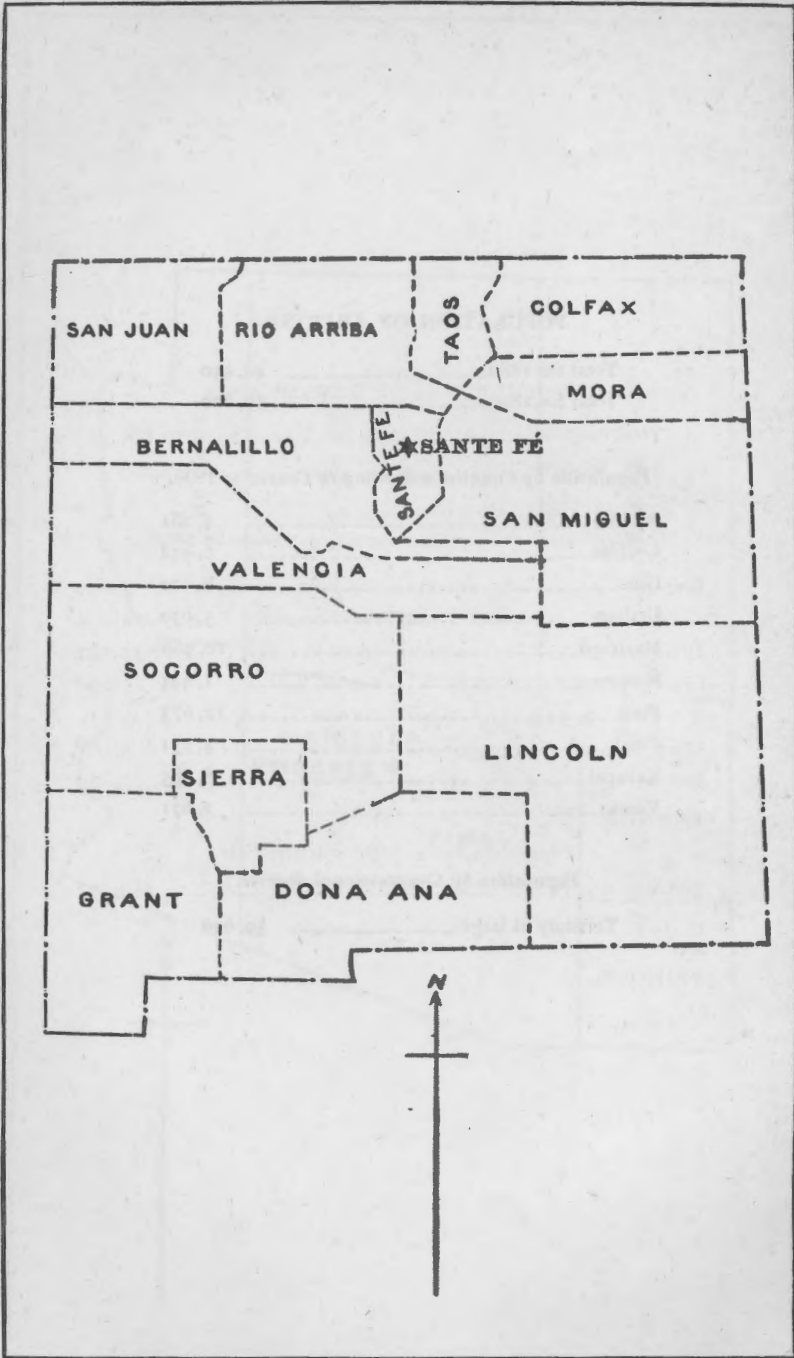 TAOS
COLFAX
SAN JUAN
RIO ARRIBA
MORA
BERNALILLO
SANTE FE
SANTE FÉ
SAN MIGUEL
VALENCIA
SOCORRO
LINCOLN
SIERRA
GRANT
DONA ANA
N